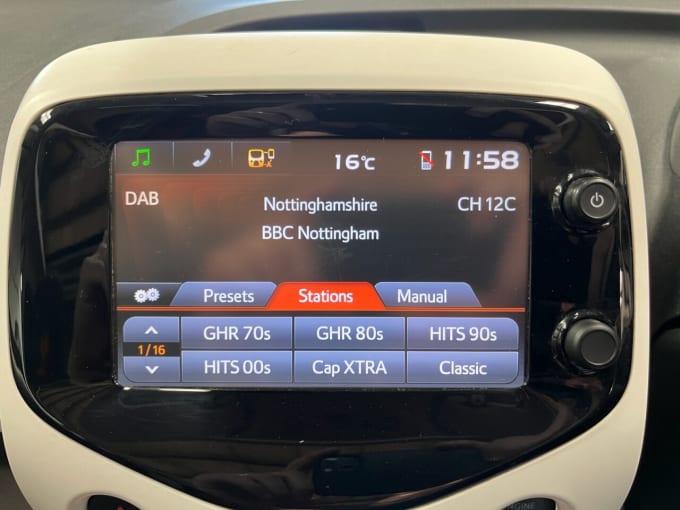 16°C
11:58
DAB
Nottinghamshire
CH 12C
BBC Nottingham
Presets
Stations
Manual
GHR 70s
GHR 80s
HITS 90s
1/16
HITS 00s
Cap XTRA
Classic
ENGINE